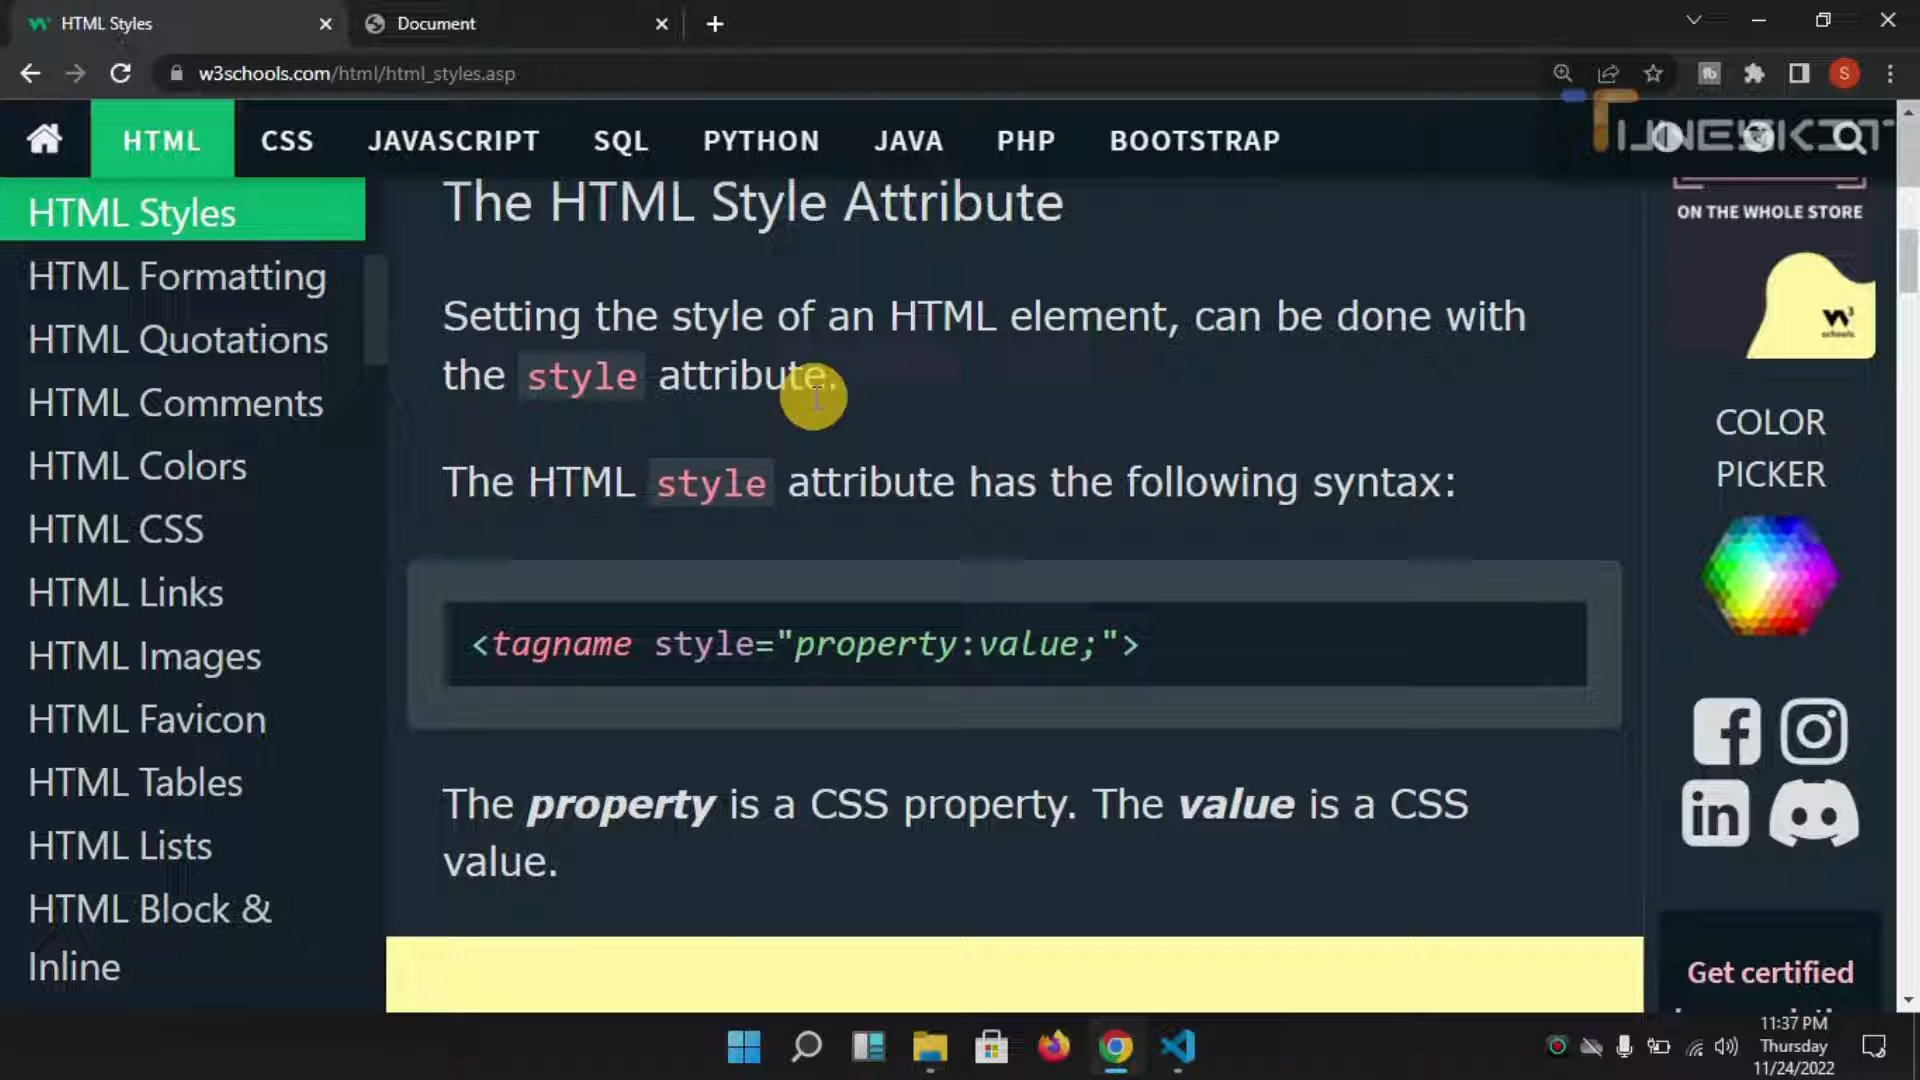 HTML Styles
Document
w3schools.com/html/html_styles.asp
S
HTML
CSS
JAVASCRIPT
SQL
PYTHON
JAVA
PHP
BOOTSTRAP
HTML Styles
HTML Formatting
HTML Quotations
HTML Comments
HTML Colors
HTML CSS
HTML Links
HTML Images
HTML Favicon
HTML Tables
HTML Lists
HTML Block &
Inline
The HTML Style Attribute
Setting the style of an HTML element, can be done with
the style attribute.
The HTML style attribute has the following syntax:
<tagname style="property:value;">
The property is a CSS property. The value is a CSS
value.
ON THE WHOLE STORE
schools
COLOR
PICKER
in
Get certified
11:37 PM
Thursday
11/24/2022